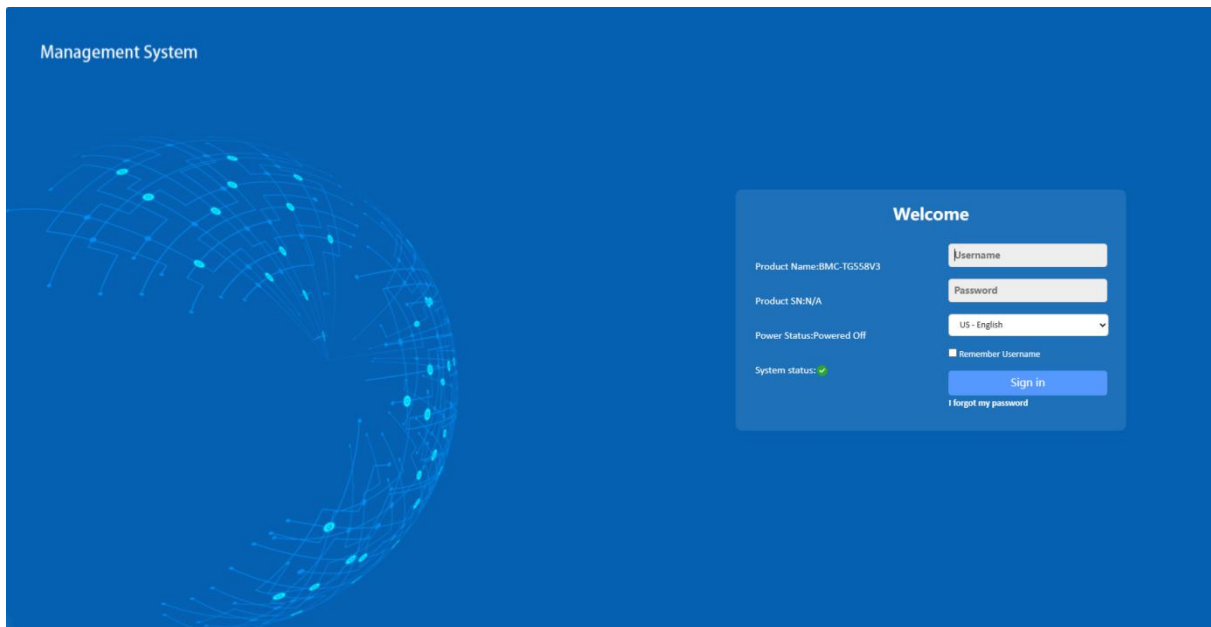 Management System
Welcome
Username
Product Name:BMC-TG558V3
Password
Product SN:N/A
US - English
Power Status:Powered Off
Remember Username
System status:
Sign in
I forgot my password